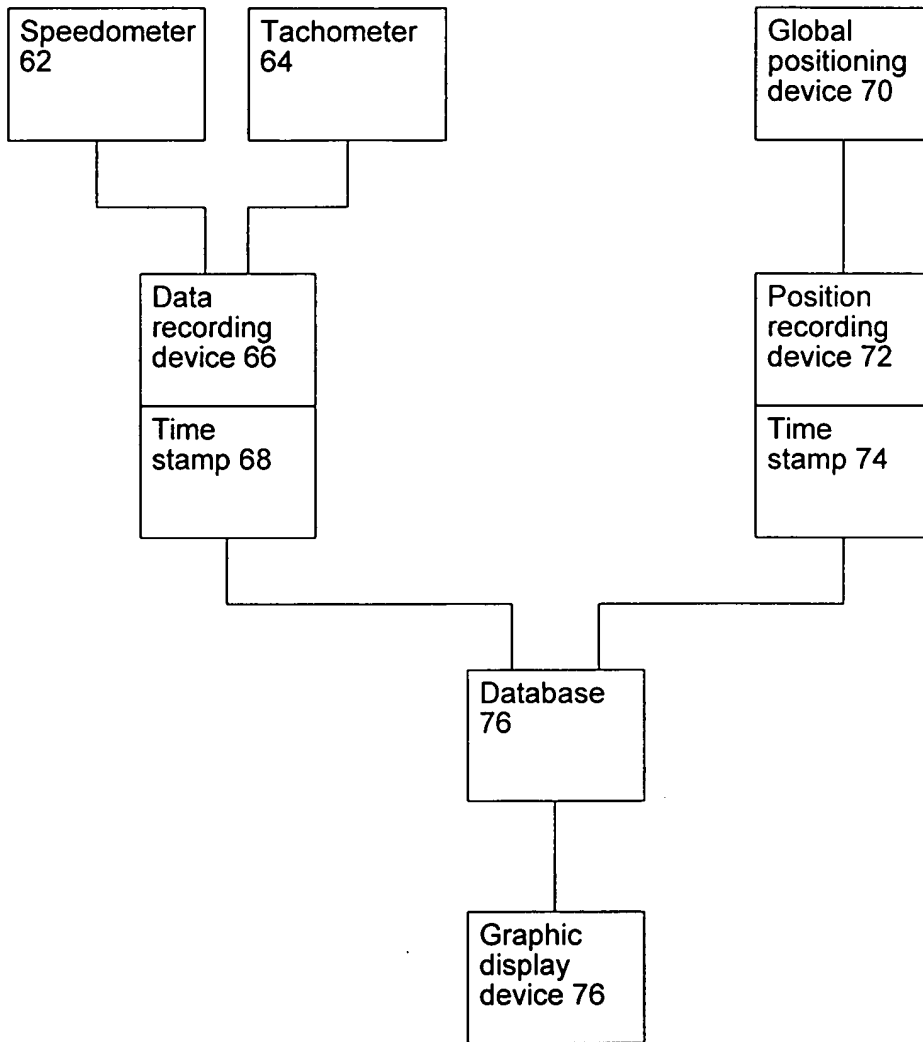 Speedometer
62
Tachometer
64
Global
positioning
device 70
Data
recording
device 66
Position
recording
device 72
Time
stamp 68
Time
stamp 74
Database
76
Graphic
display
device 76